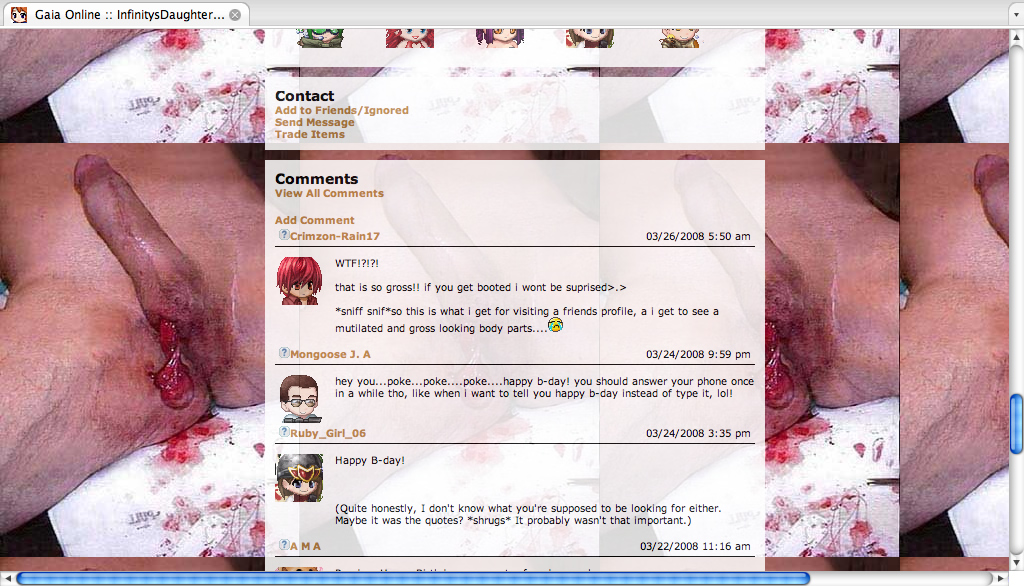 Gaia Online :: InfinitysDaughter...
Contact
Add to Friends/Ignored
Send Message
Trade Items
Comments
View All Comments
Add Comment
Crimzon-Rain17 03/26/2008 5:50 am
WTF!?!?!
that is so gross!! if you get booted i wont be suprised>.>
*sniff snif*so this is what i get for visiting a friends profile, a i get to see a
mutilated and gross looking body parts....
Mongoose J. A 03/24/2008 9:59 pm
hey you...poke...poke....poke....happy b-day! you should answer your phone once
in a while tho, like when i want to tell you happy b-day instead of type it, lol!
Ruby_Girl_06 03/24/2008 3:35 pm
Happy B-day!
(Quite honestly, I don't know what you're supposed to be looking for either.
Maybe it was the quotes? *shrugs* It probably wasn't that important.)
A M A 03/22/2008 11:16 am